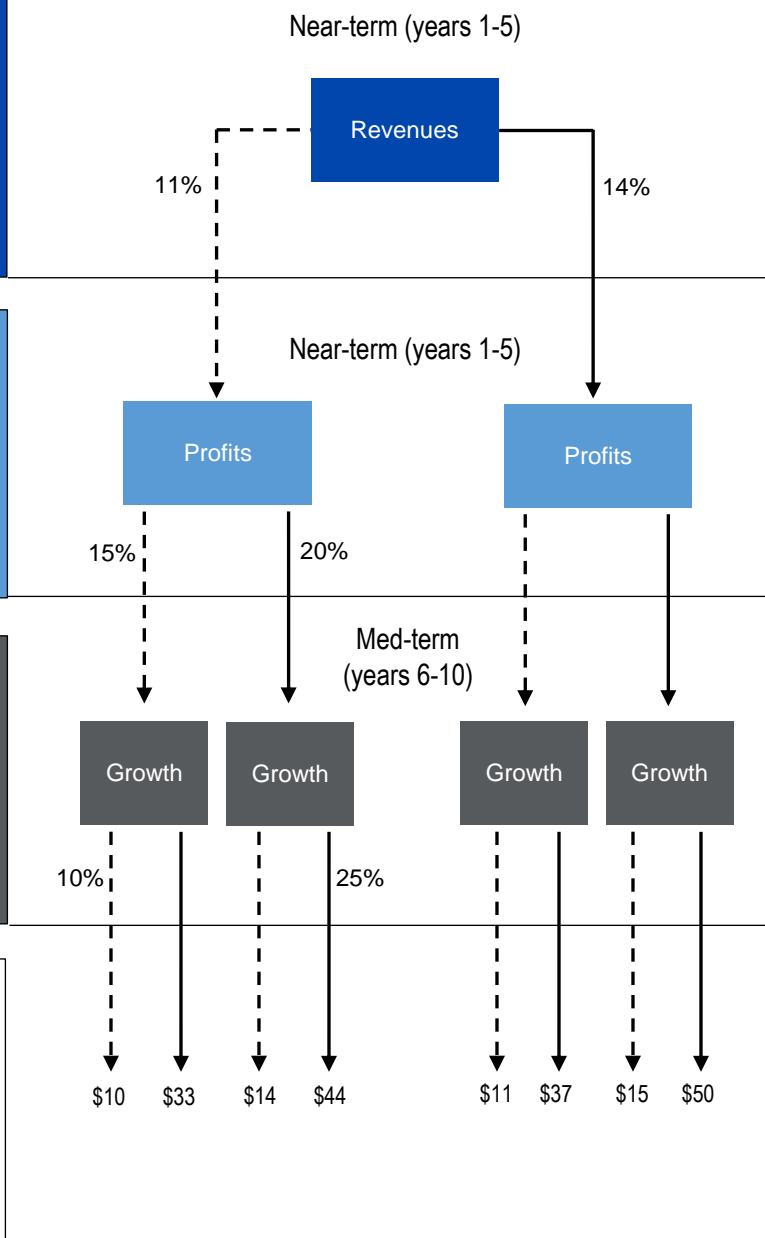 Near-term (years 1-5)
Revenues
11%
14%
Near-term (years 1-5)
Profits
Profits
15%
20%
Med-term
(years 6-10)
Growth
Growth
Growth
Growth
10%
25%
$10
$33
$14
$44
$11
$37
$15
$50